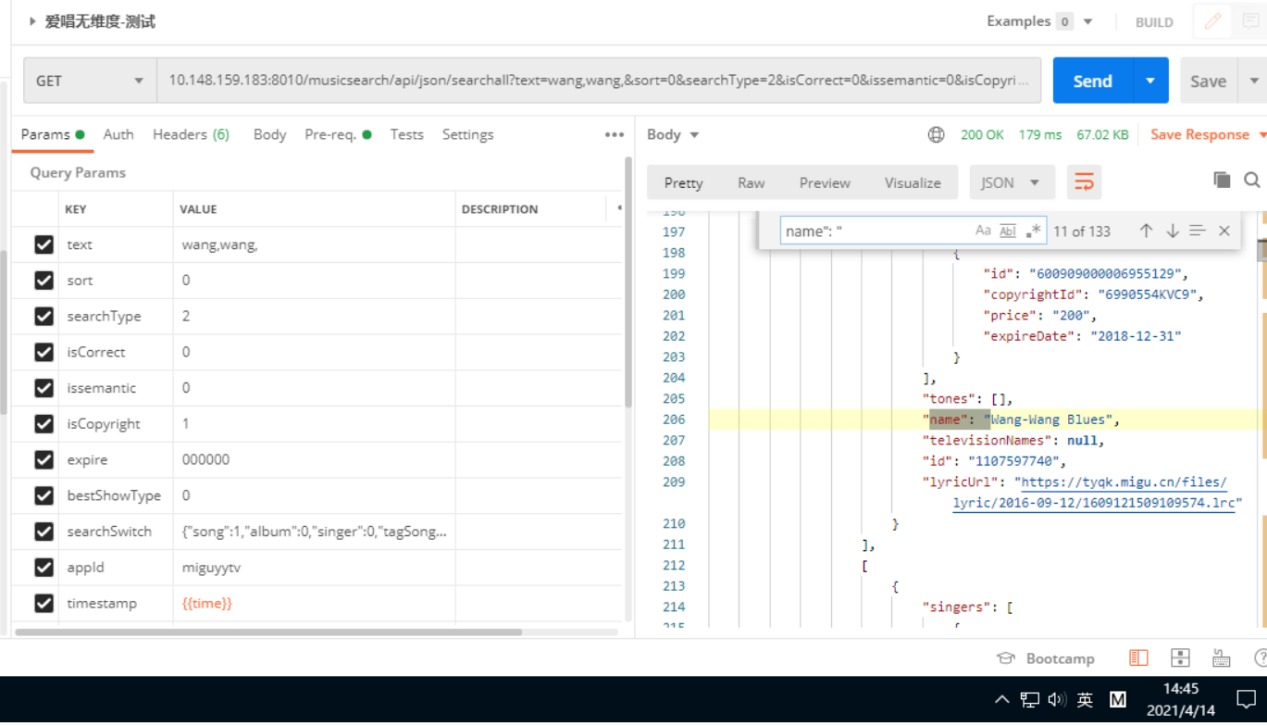 爱唱无维度-测试
Examples 0
BUILD
GET
10.148.159.183:8010/musicsearch/api/json/searchall?text=wang,wang,&sort=0&searchType=2&isCorrect=0&issemantic=0&isCopyri...
Send
Save
Params
Auth
Headers (6)
Body
Pre-req.
Tests
Settings
Query Params
KEY VALUE DESCRIPTION
text wang,wang,
sort 0
searchType 2
isCorrect 0
issemantic 0
isCopyright 1
expire 000000
bestShowType 0
searchSwitch {"song":1,"album":0,"singer":0,"tagSong...
appId miguyytv
timestamp {{time}}
Body
200 OK 179 ms 67.02 KB Save Response
Pretty Raw Preview Visualize JSON
name": " Aa Abl .* 11 of 133
196
197
198 {
199 "id": "600909000006955129",
200 "copyrightId": "6990554KVC9",
201 "price": "200",
202 "expireDate": "2018-12-31"
203 }
204 ],
205 "tones": [],
206 "name": "Wang-Wang Blues",
207 "televisionNames": null,
208 "id": "1107597740",
209 "lyricUrl": "https://tyqk.migu.cn/files/
lyric/2016-09-12/1609121509109574.lrc"
210 }
211 ],
212 [
213 {
214 "singers": [
215 {
Bootcamp
英 M 14:45
2021/4/14